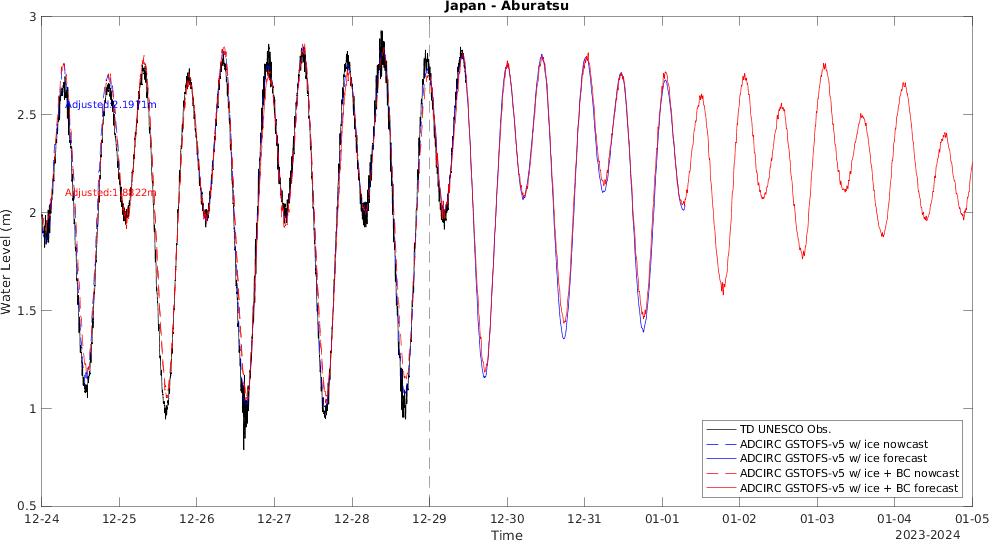 Japan - Aburatsu
3
2.5
2
1.5
1
0.5
Water Level (m)
Adjusted:2.1971m
Adjusted:1.8822m
TD UNESCO Obs.
ADCIRC GSTOFS-v5 w/ ice nowcast
ADCIRC GSTOFS-v5 w/ ice forecast
ADCIRC GSTOFS-v5 w/ ice + BC nowcast
ADCIRC GSTOFS-v5 w/ ice + BC forecast
12-24 12-25 12-26 12-27 12-28 12-29 12-30 12-31 01-01 01-02 01-03 01-04 01-05
Time
2023-2024